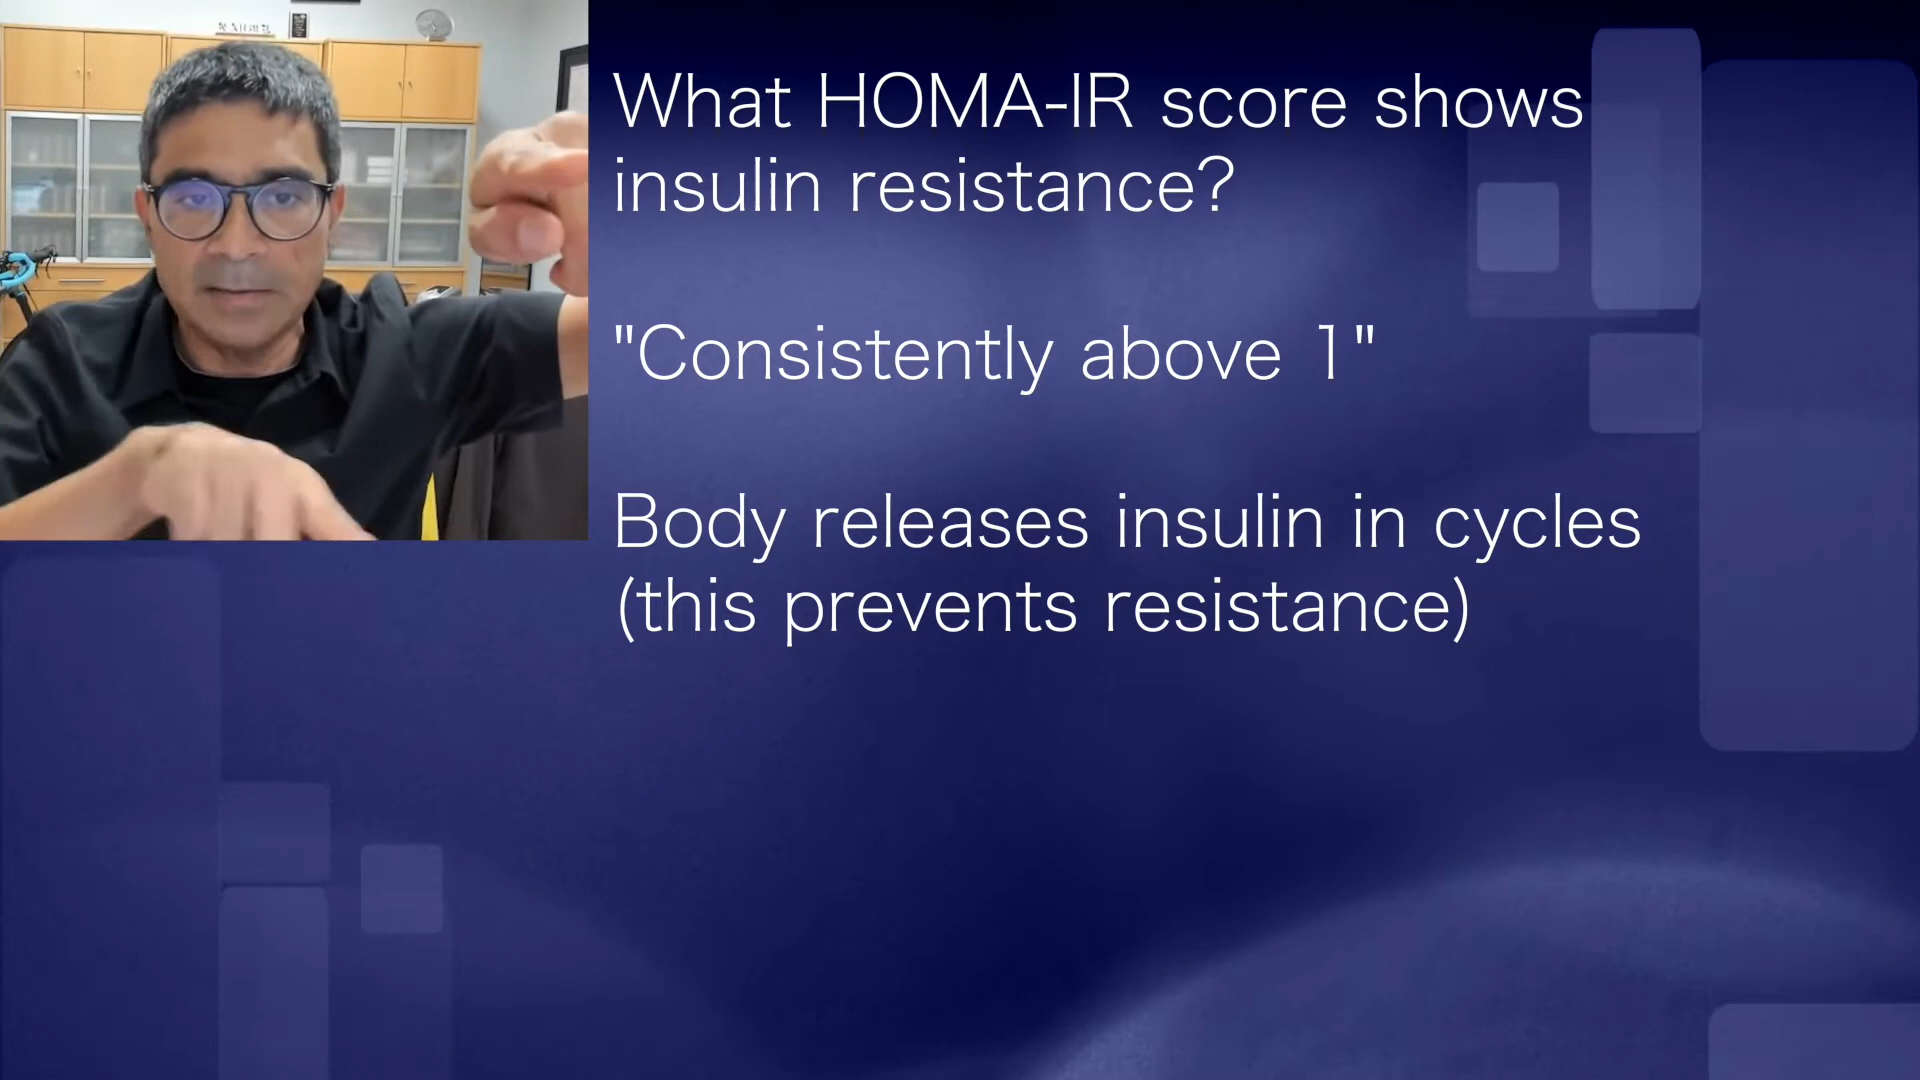 What HOMA-IR score shows
insulin resistance?
"Consistently above 1"
Body releases insulin in cycles
(this prevents resistance)